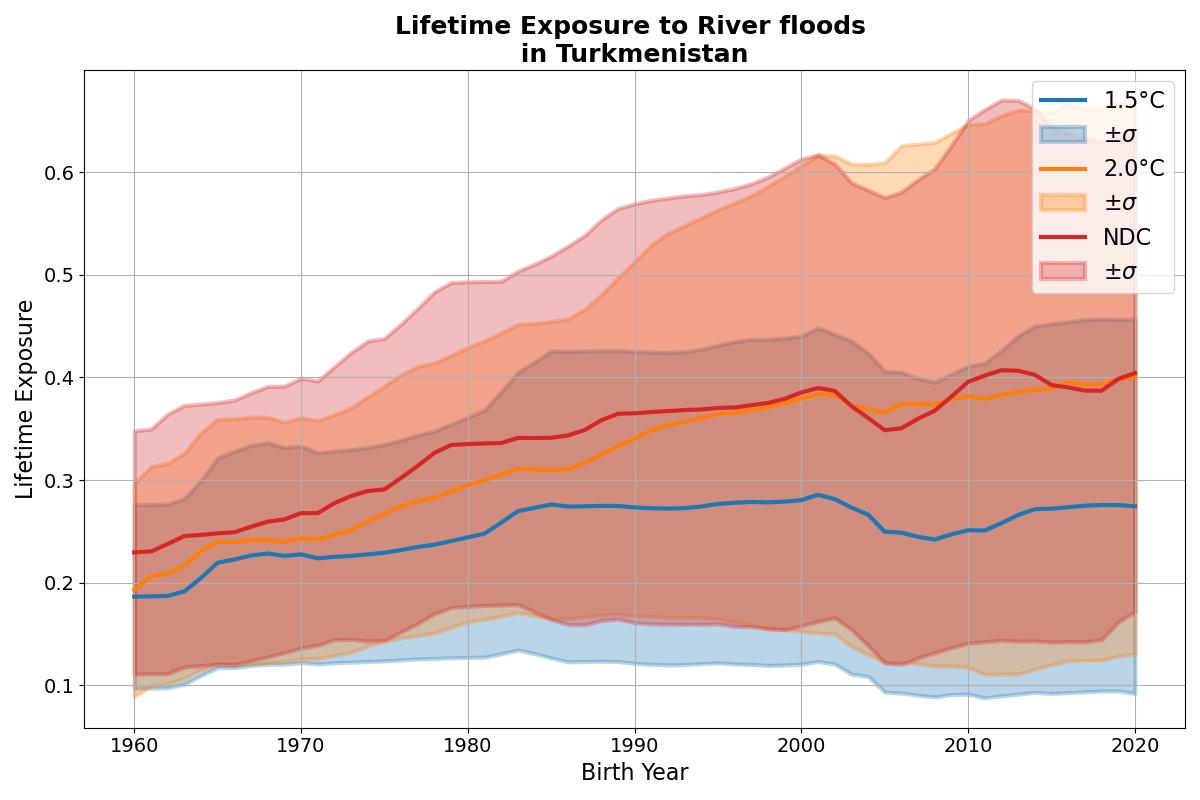 Lifetime Exposure to River floods
in Turkmenistan
1.5°C
±σ
2.0°C
±σ
NDC
±σ
Lifetime Exposure
0.6
0.5
0.4
0.3
0.2
0.1
1960 1970 1980 1990 2000 2010 2020
Birth Year